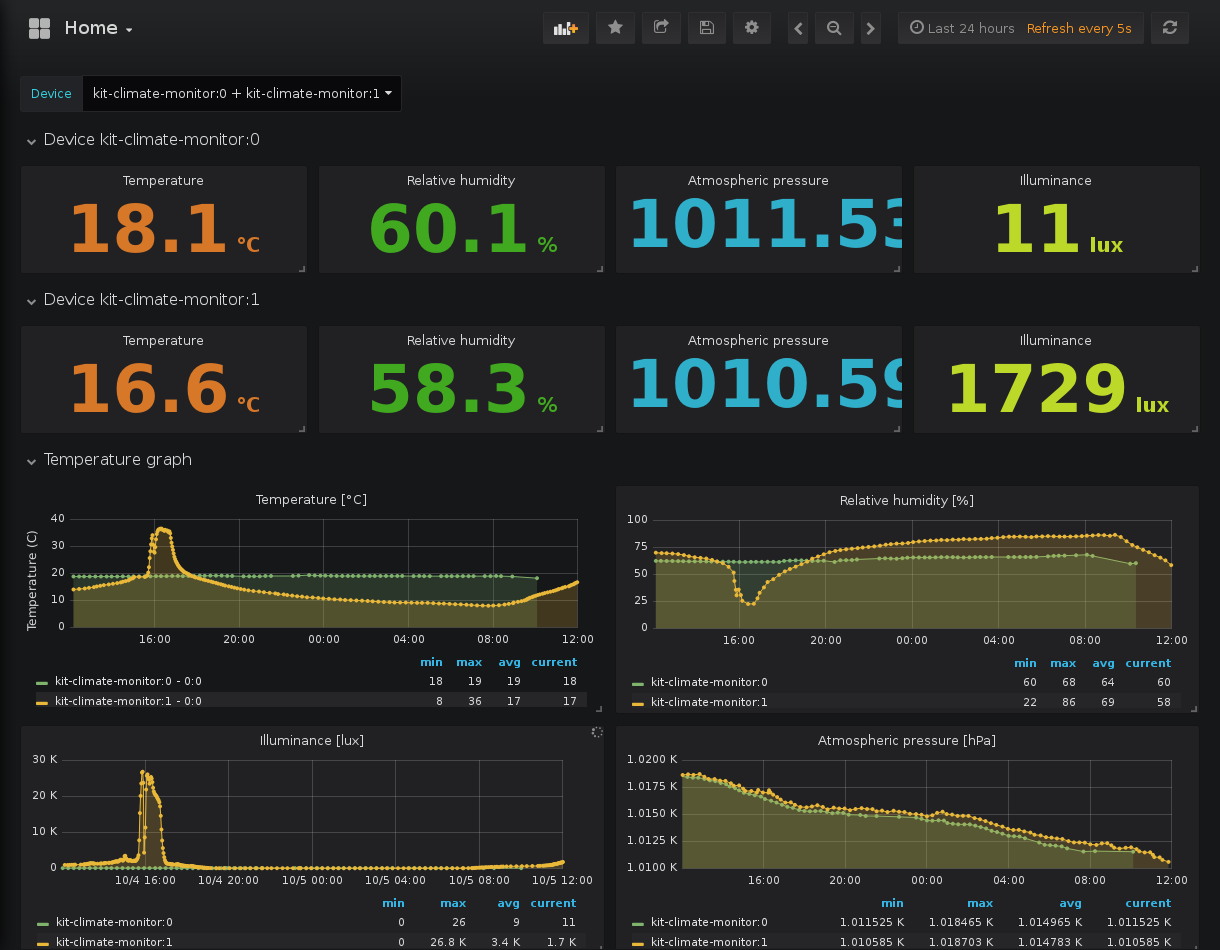 Home
Last 24 hours Refresh every 5s
Device kit-climate-monitor:0 + kit-climate-monitor:1
Device kit-climate-monitor:0
Temperature Relative humidity Atmospheric pressure Illuminance
18.1 °C 60.1 % 1011.53 11 lux
Device kit-climate-monitor:1
Temperature Relative humidity Atmospheric pressure Illuminance
16.6 °C 58.3 % 1010.59 1729 lux
Temperature graph
Temperature [°C]
Temperature (C)
40
30
20
10
0
16:00 20:00 00:00 04:00 08:00 12:00
min max avg current
kit-climate-monitor:0 - 0:0 18 19 19 18
kit-climate-monitor:1 - 0:0 8 36 17 17
Relative humidity [%]
100
75
50
25
0
16:00 20:00 00:00 04:00 08:00 12:00
min max avg current
kit-climate-monitor:0 60 68 64 60
kit-climate-monitor:1 22 86 69 58
Illuminance [lux]
30 K
20 K
10 K
0
10/4 16:00 10/4 20:00 10/5 00:00 10/5 04:00 10/5 08:00 10/5 12:00
min max avg current
kit-climate-monitor:0 0 26 9 11
kit-climate-monitor:1 0 26.8 K 3.4 K 1.7 K
Atmospheric pressure [hPa]
1.0200 K
1.0175 K
1.0150 K
1.0125 K
1.0100 K
16:00 20:00 00:00 04:00 08:00 12:00
min max avg current
kit-climate-monitor:0 1.011525 K 1.018465 K 1.014965 K 1.011525 K
kit-climate-monitor:1 1.010585 K 1.018703 K 1.014783 K 1.010585 K